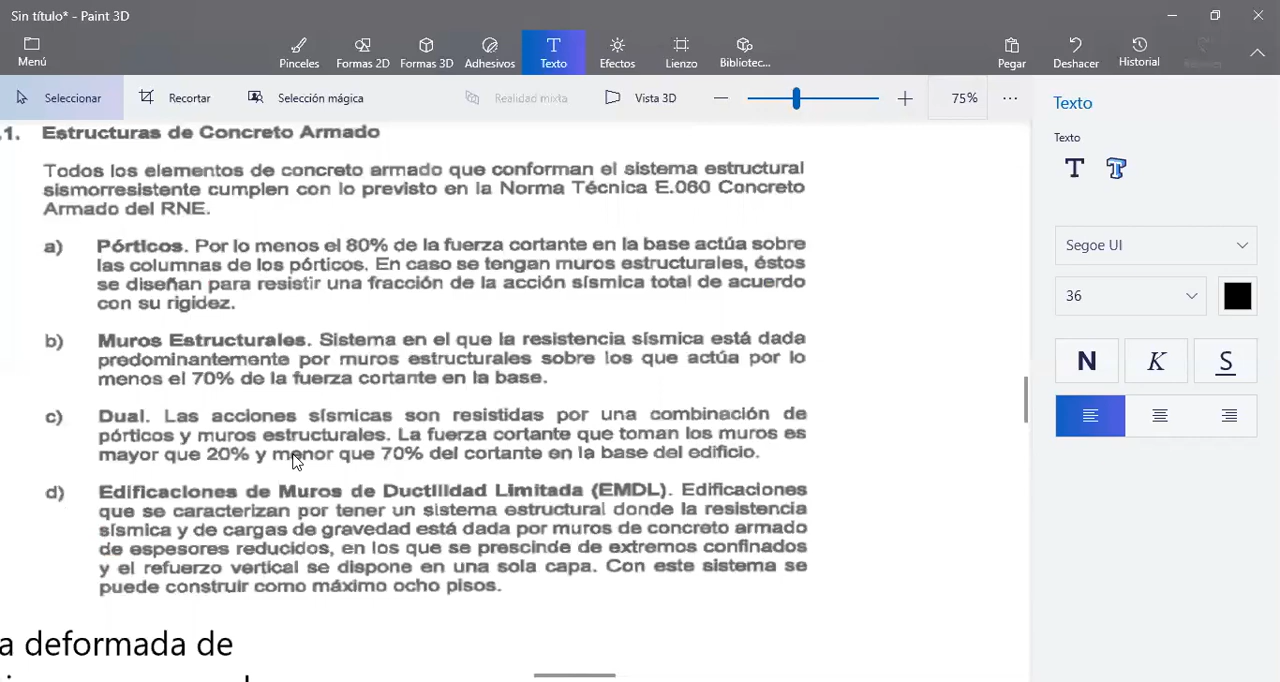 Sin título* - Paint 3D
Menú
Pinceles
Formas 2D
Formas 3D
Adhesivos
Texto
Efectos
Lienzo
Bibliotec...
Pegar
Deshacer
Historial
Seleccionar
Recortar
Selección mágica
Realidad mixta
Vista 3D
75%
Texto
Texto
Segoe UI
36
N K S
.1. Estructuras de Concreto Armado
Todos los elementos de concreto armado que conforman el sistema estructural
sismorresistente cumplen con lo previsto en la Norma Técnica E.060 Concreto
Armado del RNE.
a) Pórticos. Por lo menos el 80% de la fuerza cortante en la base actúa sobre
las columnas de los pórticos. En caso se tengan muros estructurales, éstos
se diseñan para resistir una fracción de la acción sísmica total de acuerdo
con su rigidez.
b) Muros Estructurales. Sistema en el que la resistencia sísmica está dada
predominantemente por muros estructurales sobre los que actúa por lo
menos el 70% de la fuerza cortante en la base.
c) Dual. Las acciones sísmicas son resistidas por una combinación de
pórticos y muros estructurales. La fuerza cortante que toman los muros es
mayor que 20% y menor que 70% del cortante en la base del edificio.
d) Edificaciones de Muros de Ductilidad Limitada (EMDL). Edificaciones
que se caracterizan por tener un sistema estructural donde la resistencia
sísmica y de cargas de gravedad está dada por muros de concreto armado
de espesores reducidos, en los que se prescinde de extremos confinados
y el refuerzo vertical se dispone en una sola capa. Con este sistema se
puede construir como máximo ocho pisos.
a deformada de